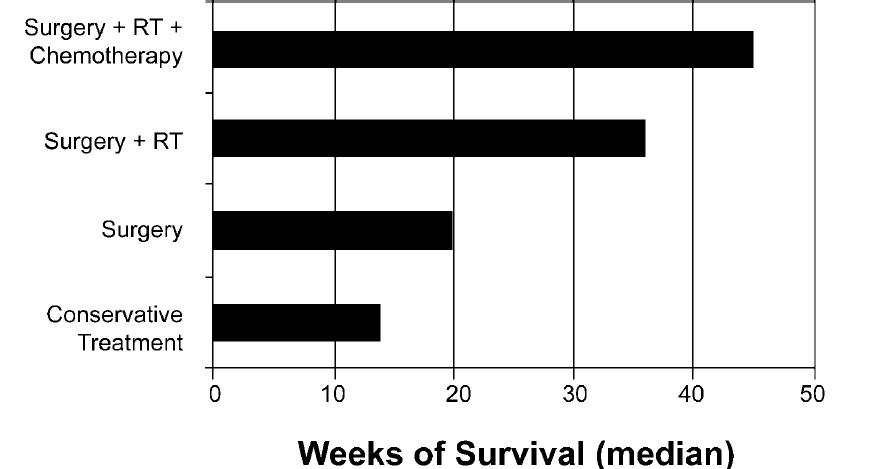 Surgery + RT +
Chemotherapy
Surgery + RT
Surgery
Conservative
Treatment
0 10 20 30 40 50
Weeks of Survival (median)